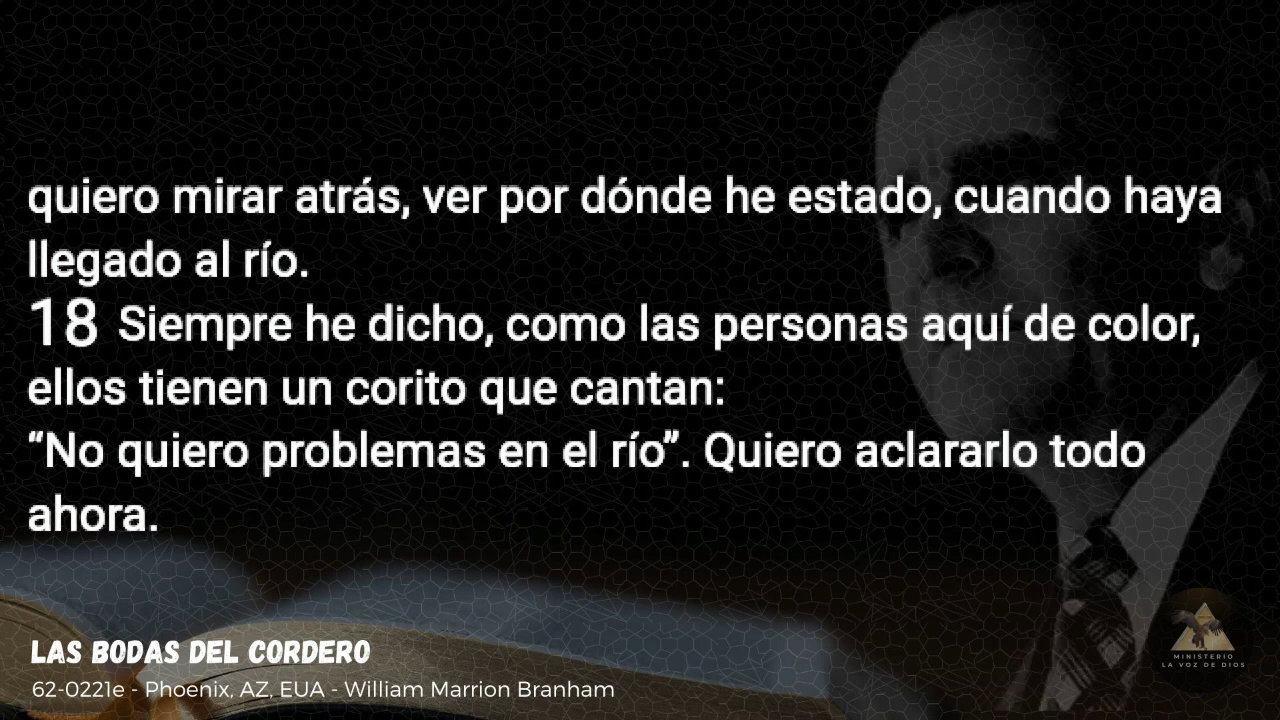 quiero mirar atrás, ver por dónde he estado, cuando haya
llegado al río.
18 Siempre he dicho, como las personas aquí de color,
ellos tienen un corito que cantan:
“No quiero problemas en el río”. Quiero aclararlo todo
ahora.
LAS BODAS DEL CORDERO
62-0221e - Phoenix, AZ, EUA - William Marrion Branham
MINISTERIO
LA VOZ DE DIOS